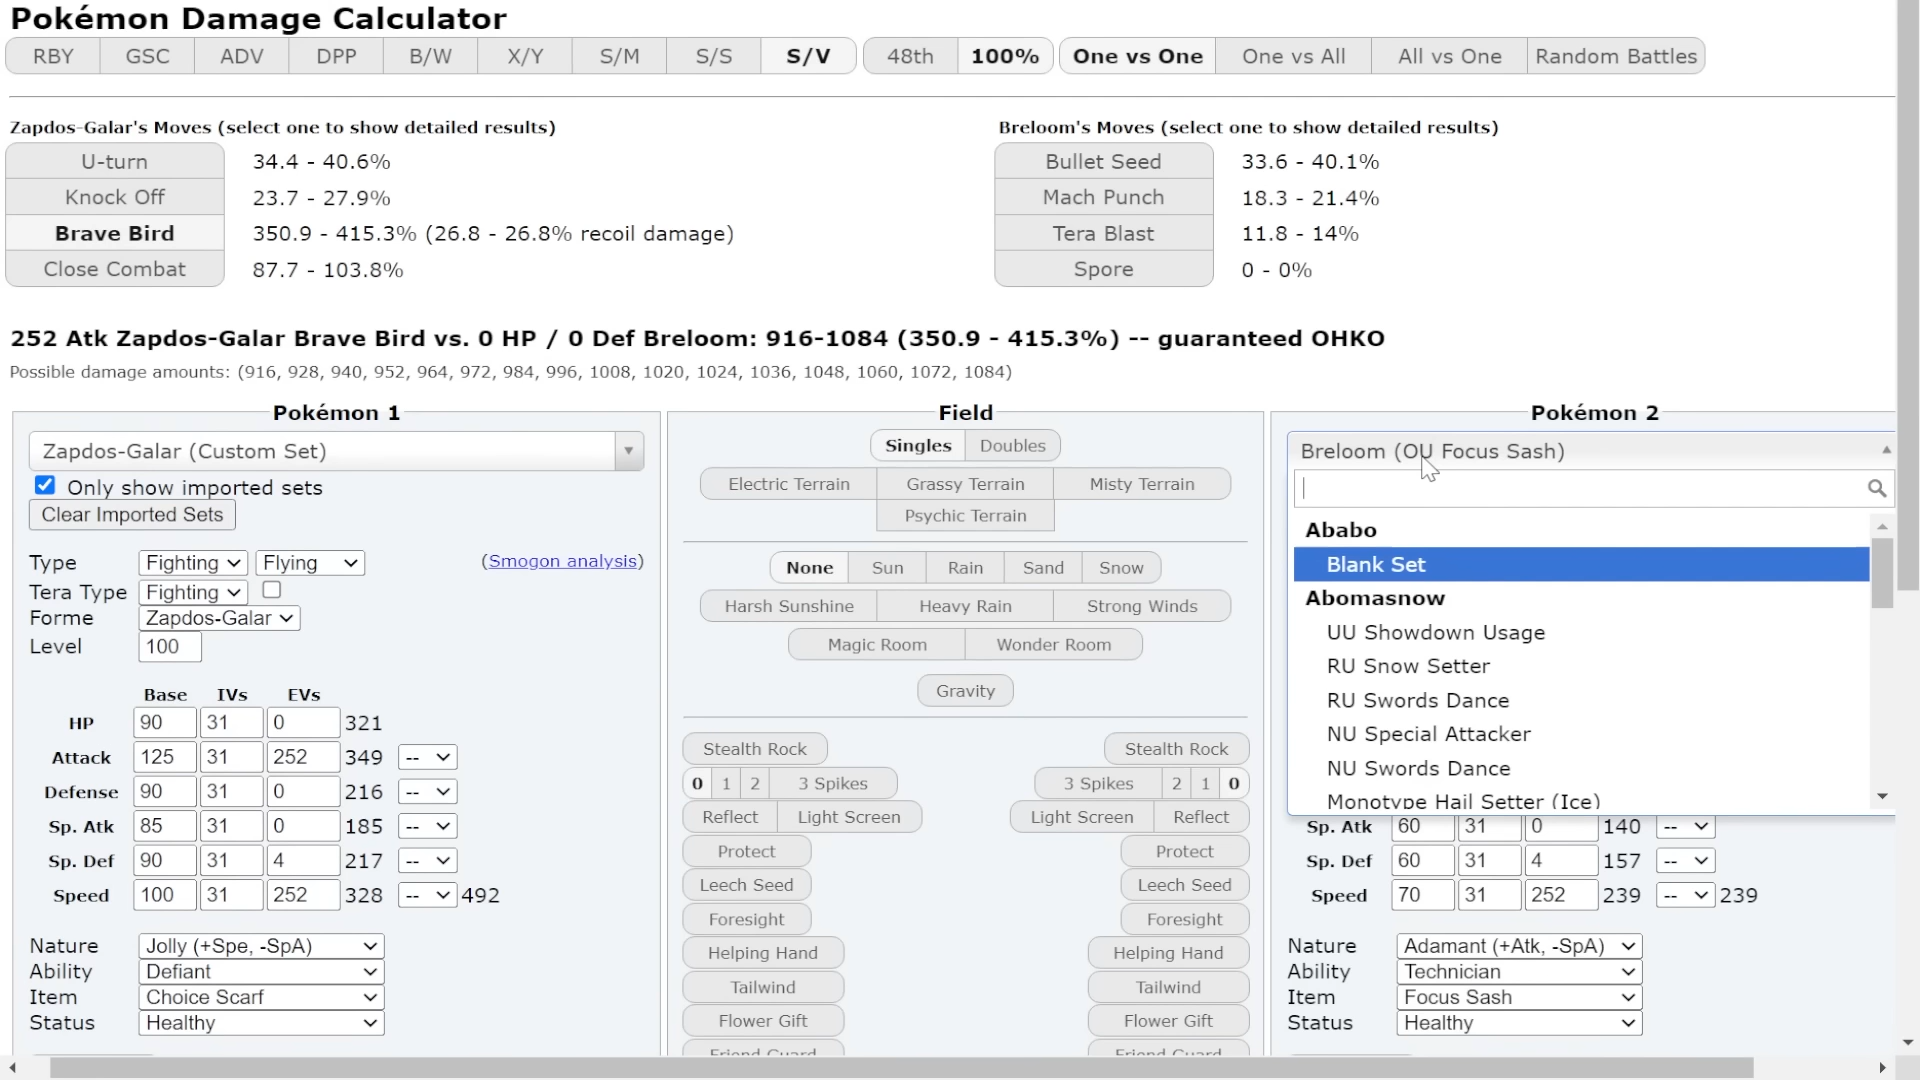 Pokémon Damage Calculator
RBY GSC ADV DPP B/W X/Y S/M S/S S/V 48th 100% One vs One One vs All All vs One Random Battles
Zapdos-Galar's Moves (select one to show detailed results)
U-turn 34.4 - 40.6%
Knock Off 23.7 - 27.9%
Brave Bird 350.9 - 415.3% (26.8 - 26.8% recoil damage)
Close Combat 87.7 - 103.8%
Breloom's Moves (select one to show detailed results)
Bullet Seed 33.6 - 40.1%
Mach Punch 18.3 - 21.4%
Tera Blast 11.8 - 14%
Spore 0 - 0%
252 Atk Zapdos-Galar Brave Bird vs. 0 HP / 0 Def Breloom: 916-1084 (350.9 - 415.3%) -- guaranteed OHKO
Possible damage amounts: (916, 928, 940, 952, 964, 972, 984, 996, 1008, 1020, 1024, 1036, 1048, 1060, 1072, 1084)
Pokémon 1
Zapdos-Galar (Custom Set)
Only show imported sets
Clear Imported Sets
Type Fighting Flying (Smogon analysis)
Tera Type Fighting
Forme Zapdos-Galar
Level 100
Base IVs EVs
HP 90 31 0 321
Attack 125 31 252 349 --
Defense 90 31 0 216 --
Sp. Atk 85 31 0 185 --
Sp. Def 90 31 4 217 --
Speed 100 31 252 328 -- 492
Nature Jolly (+Spe, -SpA)
Ability Defiant
Item Choice Scarf
Status Healthy
Field
Singles Doubles
Electric Terrain Grassy Terrain Misty Terrain
Psychic Terrain
None Sun Rain Sand Snow
Harsh Sunshine Heavy Rain Strong Winds
Magic Room Wonder Room
Gravity
Stealth Rock Stealth Rock
0 1 2 3 Spikes 3 Spikes 2 1 0
Reflect Light Screen Light Screen Reflect
Protect Protect
Leech Seed Leech Seed
Foresight Foresight
Helping Hand Helping Hand
Tailwind Tailwind
Flower Gift Flower Gift
Friend Guard Friend Guard
Pokémon 2
Breloom (OU Focus Sash)
Ababo
Blank Set
Abomasnow
UU Showdown Usage
RU Snow Setter
RU Swords Dance
NU Special Attacker
NU Swords Dance
Monotype Hail Setter (Ice)
Sp. Atk 60 31 0 140 --
Sp. Def 60 31 4 157 --
Speed 70 31 252 239 -- 239
Nature Adamant (+Atk, -SpA)
Ability Technician
Item Focus Sash
Status Healthy